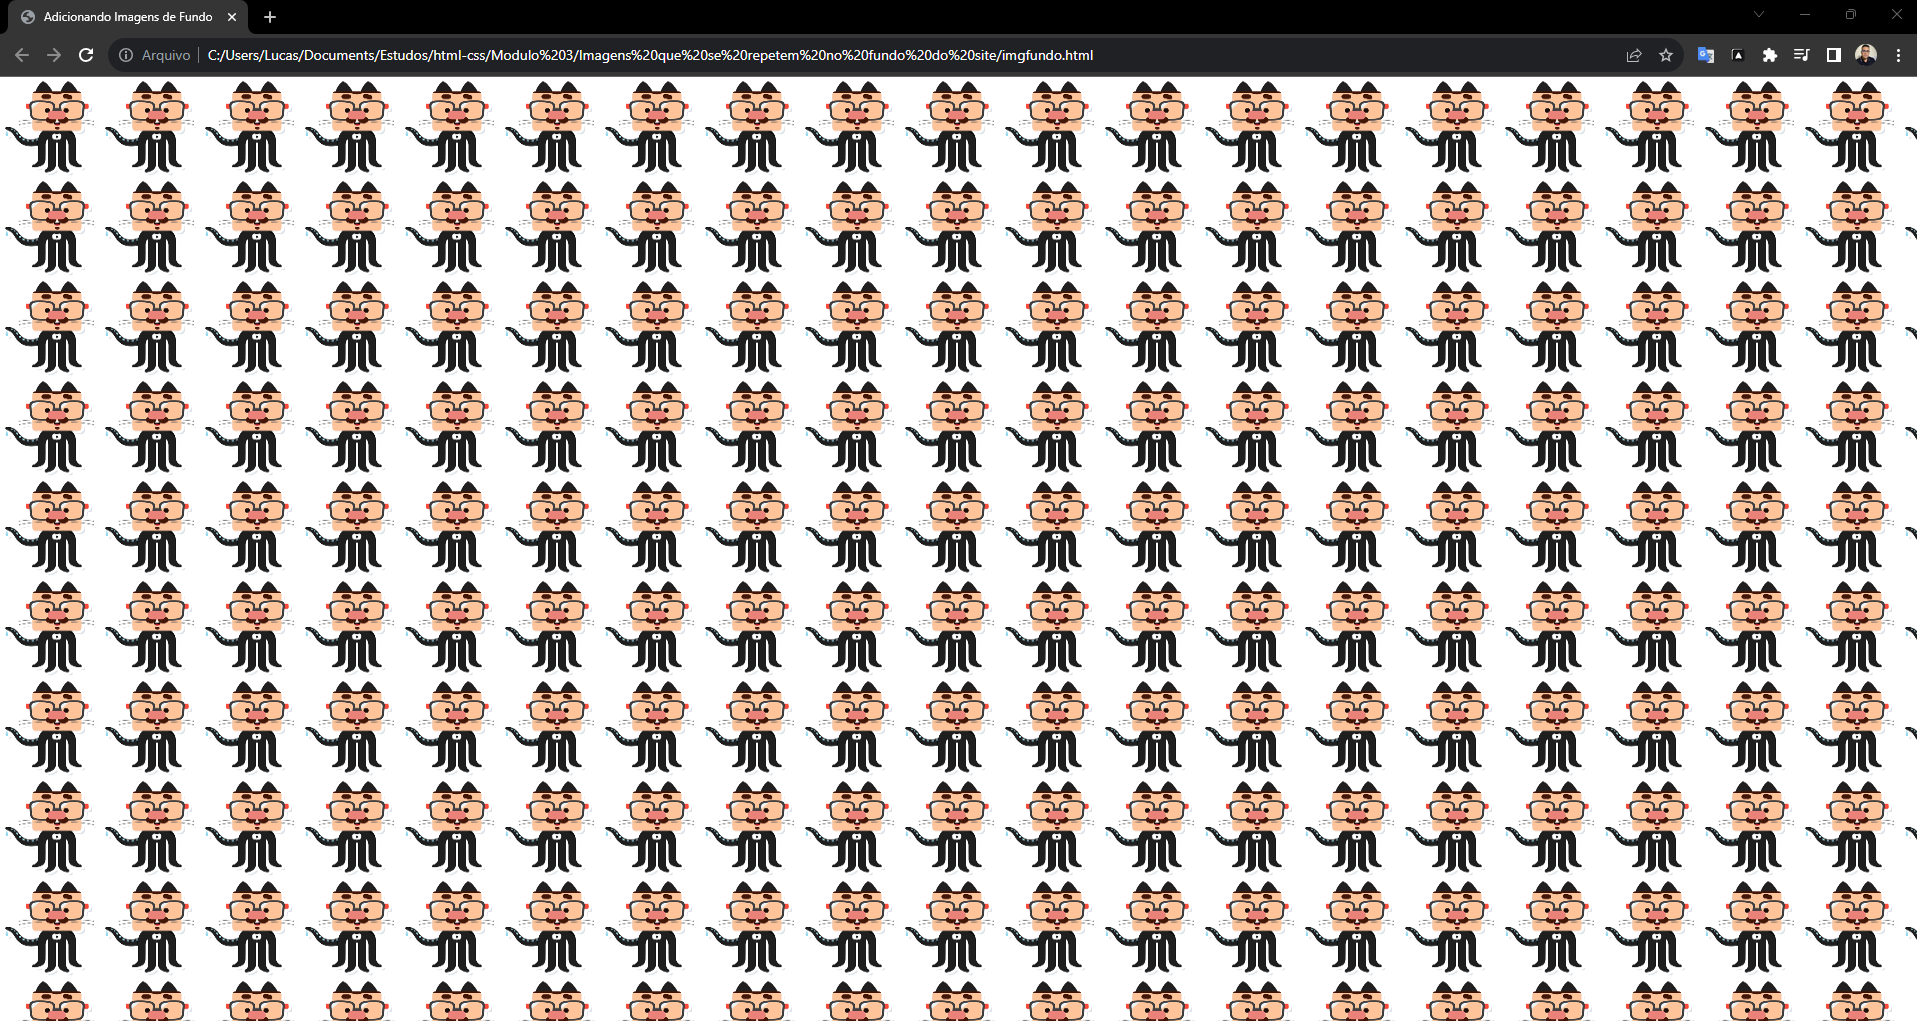 Adicionando Imagens de Fundo
Arquivo
C:/Users/Lucas/Documents/Estudos/html-css/Modulo%203/Imagens%20que%20se%20repetem%20no%20fundo%20do%20site/imgfundo.html